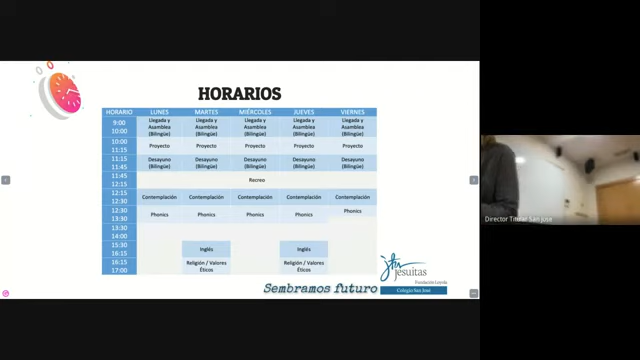 HORARIOS
HORARIO LUNES MARTES MIÉRCOLES JUEVES VIERNES
9:00 10:00 Llegada y Asamblea (Bilingüe) Llegada y Asamblea (Bilingüe) Llegada y Asamblea (Bilingüe) Llegada y Asamblea (Bilingüe) Llegada y Asamblea (Bilingüe)
10:00 11:15 Proyecto Proyecto Proyecto Proyecto Proyecto
11:15 11:45 Desayuno (Bilingüe) Desayuno (Bilingüe) Desayuno (Bilingüe) Desayuno (Bilingüe) Desayuno (Bilingüe)
11:45 12:15 Recreo
12:15 12:30 Contemplación Contemplación Contemplación Contemplación Contemplación
12:30 13:30 Phonics Phonics Phonics Phonics Phonics
13:30 14:00
15:30 16:15 Inglés Inglés
16:15 17:00 Religión / Valores Éticos Religión / Valores Éticos
Sembramos futuro
jesuitas
Fundación Loyola
Colegio San José
Director Titular San Jose